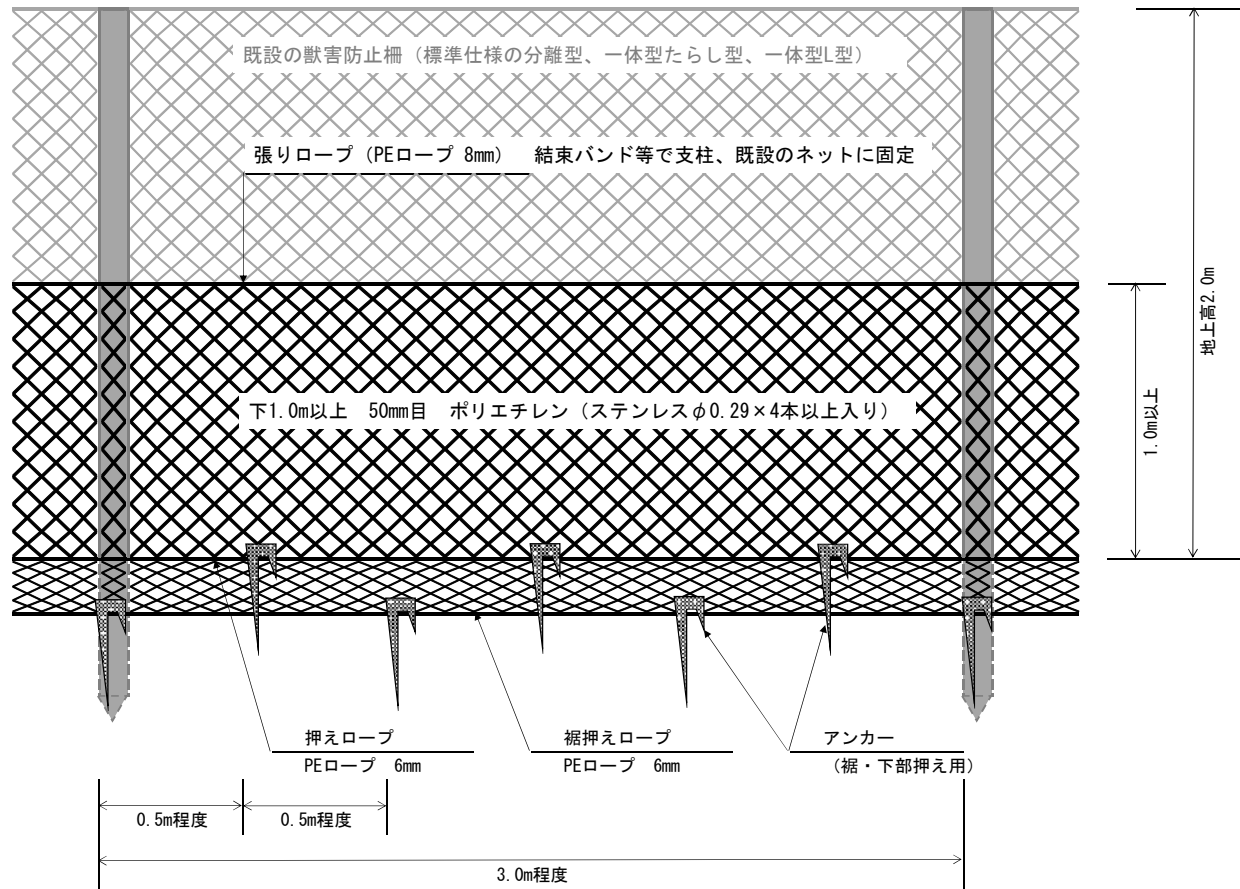 既設の獣害防止柵（標準仕様の分離型、一体型たらし型、一体型L型）
張りロープ（PEロープ 8mm）　結束バンド等で支柱、既設のネットに固定
地上高2.0m
下1.0m以上　50mm目　ポリエチレン（ステンレスφ0.29×4本以上入り）
1.0m以上
押えロープ
PEロープ　6mm
裾押えロープ
PEロープ　6mm
アンカー
（裾・下部押え用）
0.5m程度
0.5m程度
3.0m程度